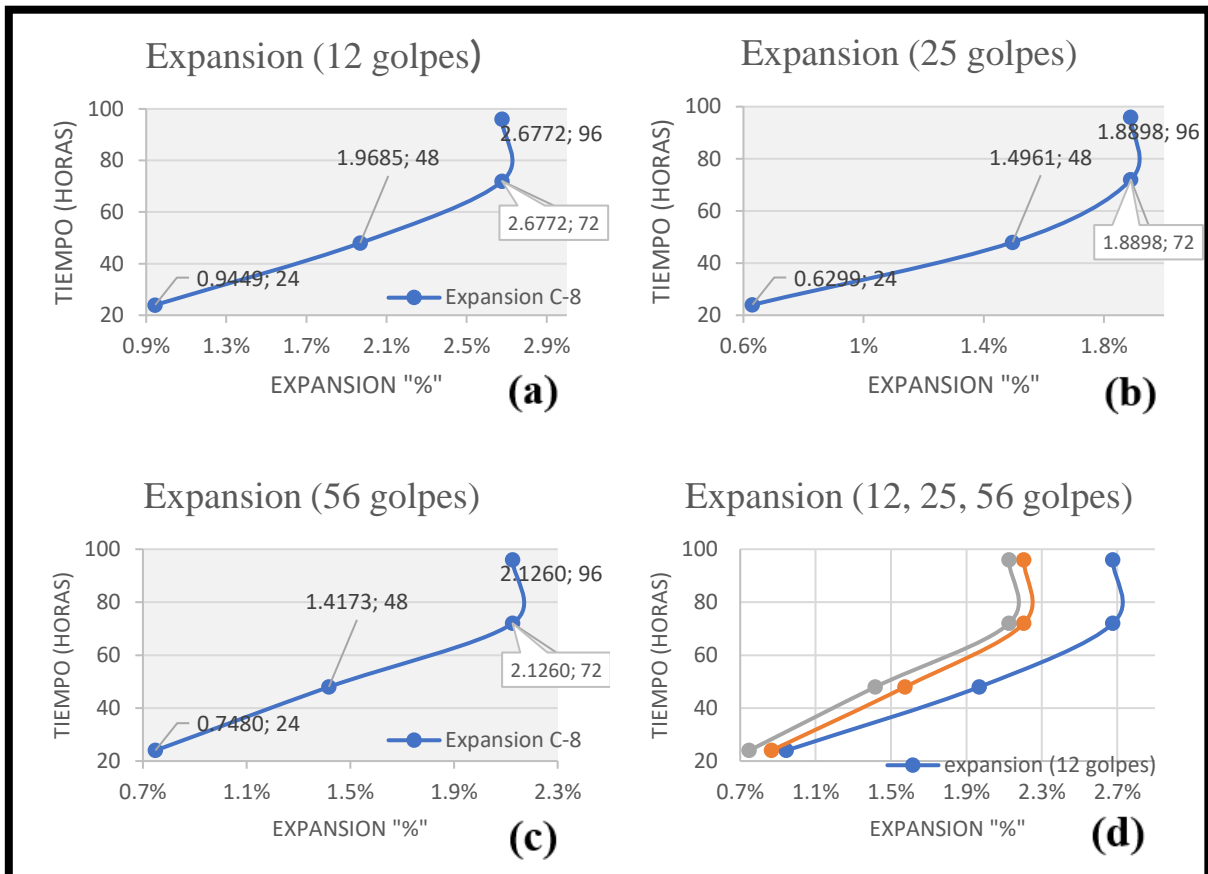 Expansion (12 golpes)
TIEMPO (HORAS)
100
80
60
40
20
2.6772; 96
1.9685; 48
2.6772; 72
0.9449; 24
Expansion C-8
0.9%
1.3%
1.7%
2.1%
2.5%
2.9%
EXPANSION "%"
(a)
Expansion (25 golpes)
TIEMPO (HORAS)
100
80
60
40
20
1.8898; 96
1.4961; 48
1.8898; 72
0.6299; 24
0.6%
1%
1.4%
1.8%
EXPANSION "%"
(b)
Expansion (56 golpes)
TIEMPO (HORAS)
100
80
60
40
20
2.1260; 96
1.4173; 48
2.1260; 72
0.7480; 24
Expansion C-8
0.7%
1.1%
1.5%
1.9%
2.3%
EXPANSION "%"
(c)
Expansion (12, 25, 56 golpes)
TIEMPO (HORAS)
100
80
60
40
20
expansion (12 golpes)
0.7%
1.1%
1.5%
1.9%
2.3%
2.7%
EXPANSION "%"
(d)